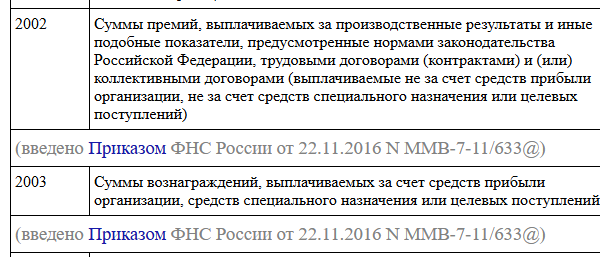 2002 Суммы премий, выплачиваемых за производственные результаты и иные
подобные показатели, предусмотренные нормами законодательства
Российской Федерации, трудовыми договорами (контрактами) и (или)
коллективными договорами (выплачиваемые не за счет средств прибыли
организации, не за счет средств специального назначения или целевых
поступлений)
(введено Приказом ФНС России от 22.11.2016 N ММВ-7-11/633@)
2003 Суммы вознаграждений, выплачиваемых за счет средств прибыли
организации, средств специального назначения или целевых поступлений
(введено Приказом ФНС России от 22.11.2016 N ММВ-7-11/633@)